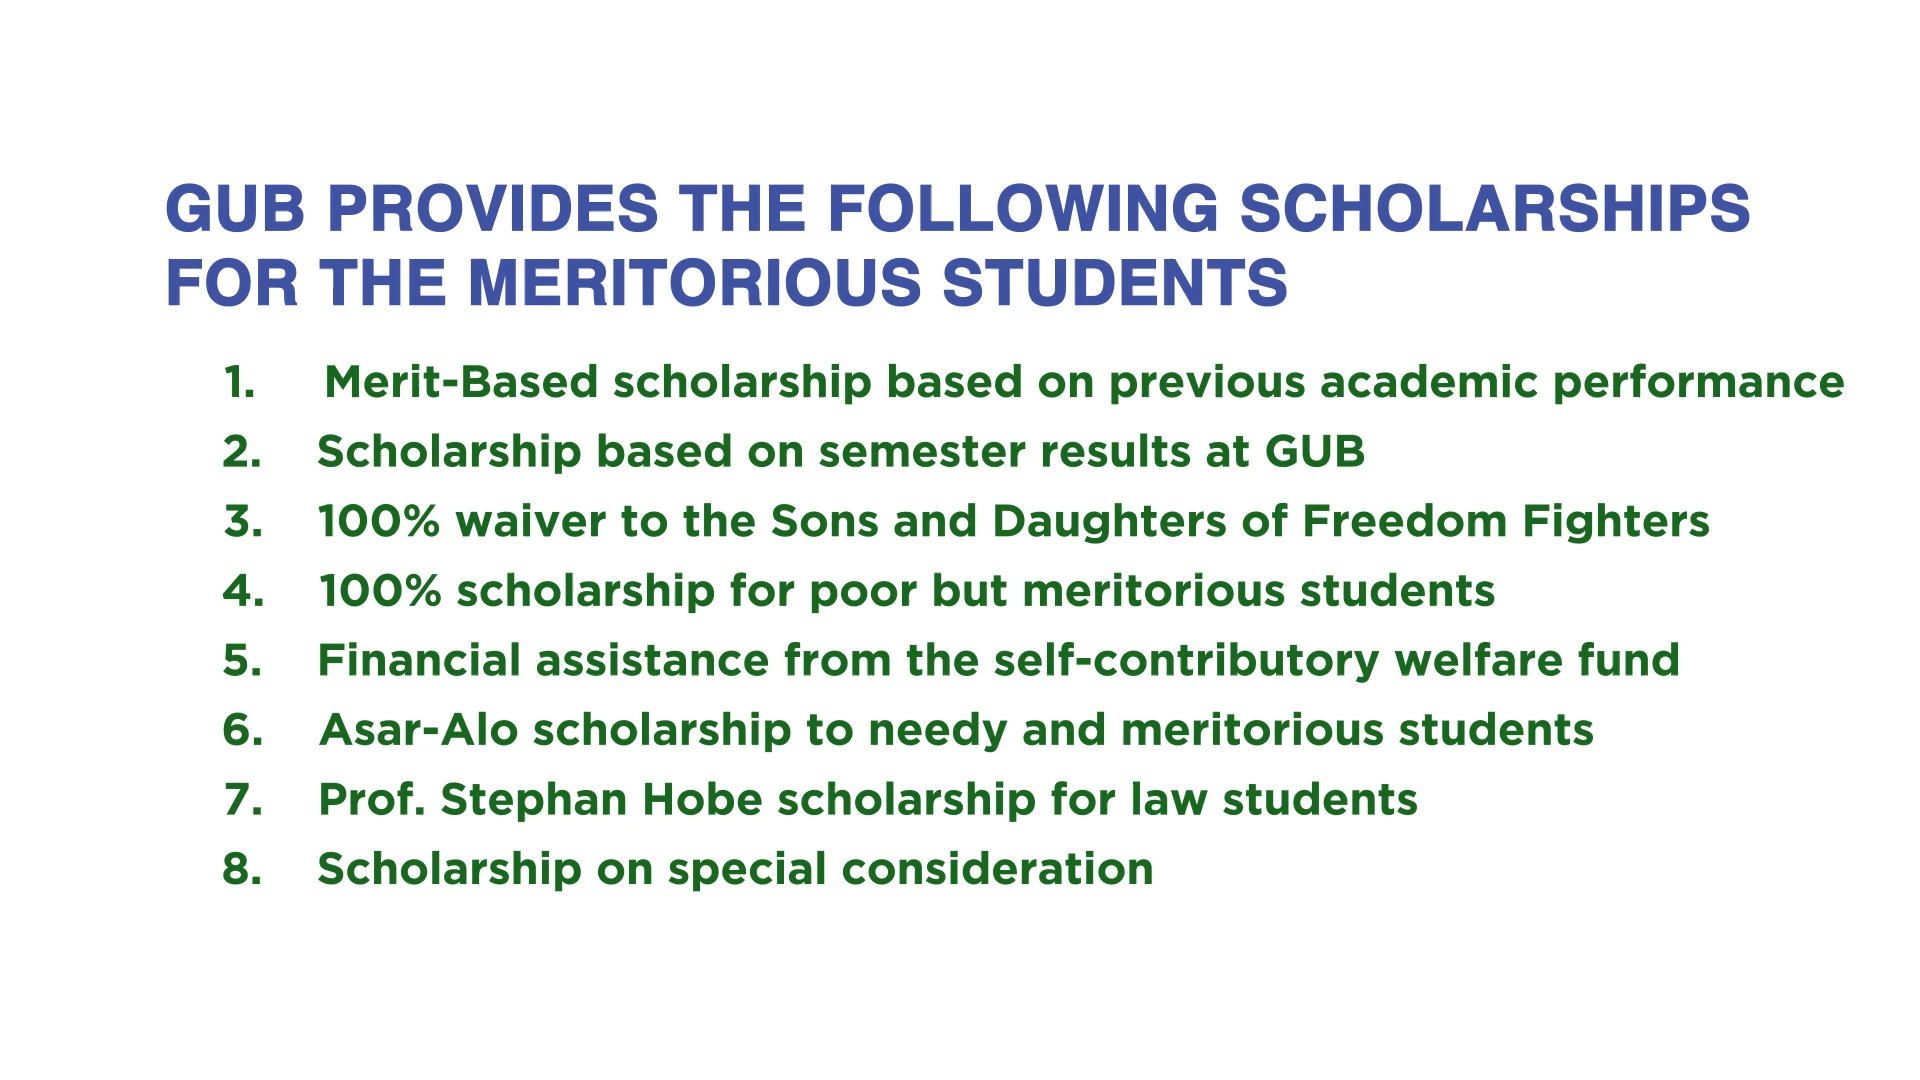 GUB PROVIDES THE FOLLOWING SCHOLARSHIPS
FOR THE MERITORIOUS STUDENTS
1. Merit-Based scholarship based on previous academic performance
2. Scholarship based on semester results at GUB
3. 100% waiver to the Sons and Daughters of Freedom Fighters
4. 100% scholarship for poor but meritorious students
5. Financial assistance from the self-contributory welfare fund
6. Asar-Alo scholarship to needy and meritorious students
7. Prof. Stephan Hobe scholarship for law students
8. Scholarship on special consideration